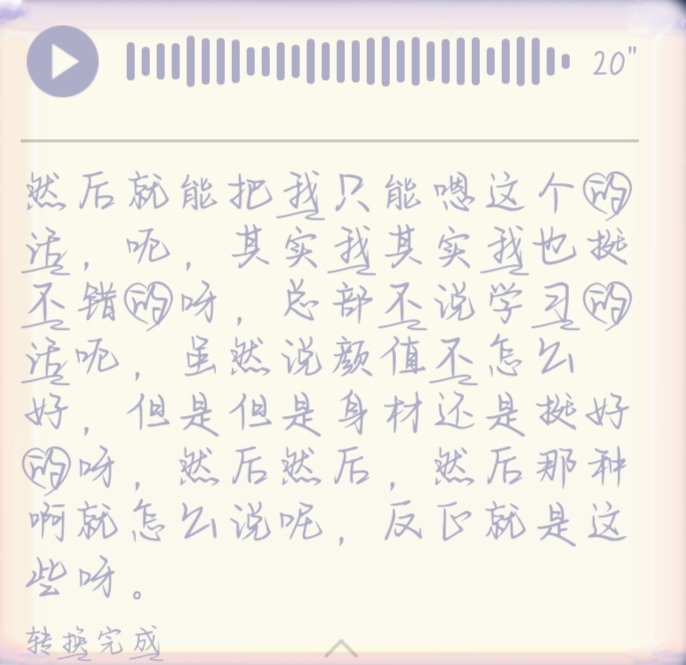 20"
然后就能把我只能嗯这个的
话，呃，其实我其实我也挺
不错的呀，总部不说学习的
话呃，虽然说颜值不怎么
好，但是但是身材还是挺好
的呀，然后然后，然后那种
啊就怎么说呢，反正就是这
些呀。
转换完成